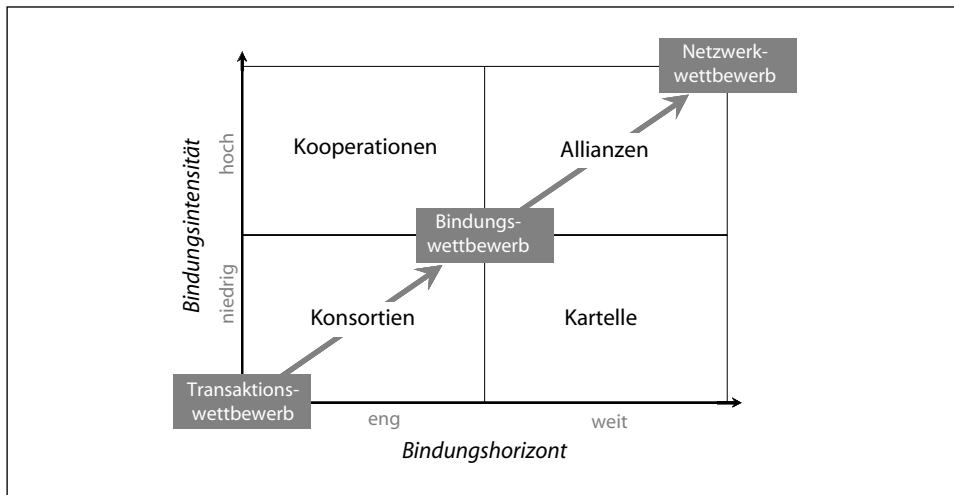 Netzwerk-
wettbewerb
Bindungsintensität
hoch
niedrig
Kooperationen
Allianzen
Bindungs-
wettbewerb
Konsortien
Kartelle
Transaktions-
wettbewerb
eng
weit
Bindungshorizont